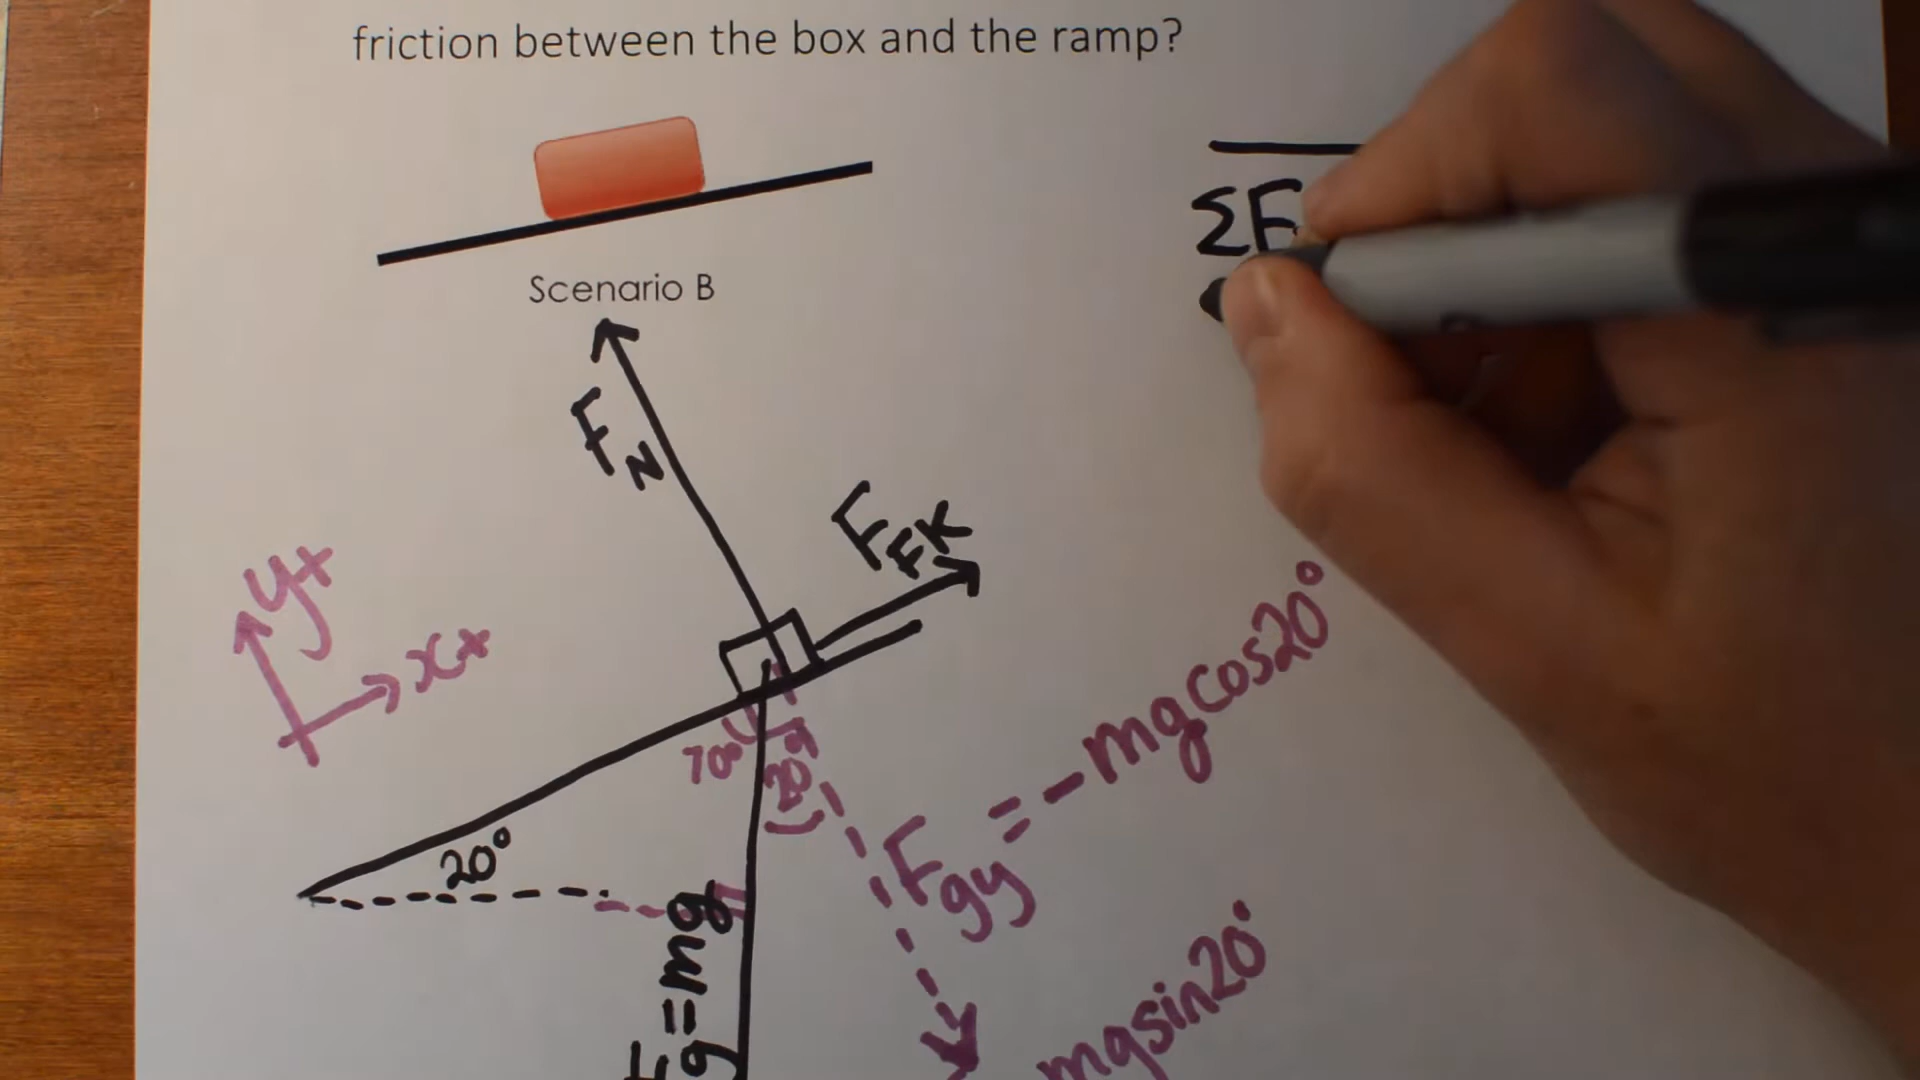 friction between the box and the ramp?
Scenario B
ΣF
F_N
F_FK
y+
x+
70°
20°
20°
F_gy = -mgcos20°
F_g=mg
mgsin20°